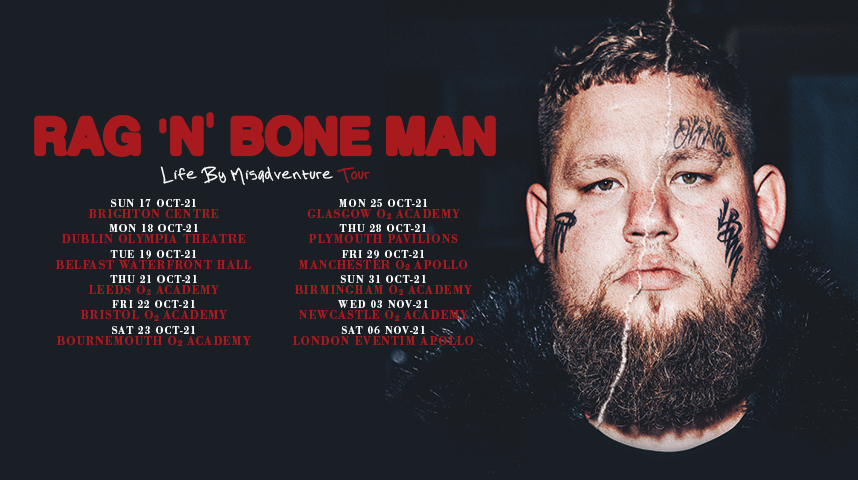 RAG 'N' BONE MAN
Life By Misadventure Tour
SUN 17 OCT-21
BRIGHTON CENTRE
MON 18 OCT-21
DUBLIN OLYMPIA THEATRE
TUE 19 OCT-21
BELFAST WATERFRONT HALL
THU 21 OCT-21
LEEDS O₂ ACADEMY
FRI 22 OCT-21
BRISTOL O₂ ACADEMY
SAT 23 OCT-21
BOURNEMOUTH O₂ ACADEMY
MON 25 OCT-21
GLASGOW O₂ ACADEMY
THU 28 OCT-21
PLYMOUTH PAVILIONS
FRI 29 OCT-21
MANCHESTER O₂ APOLLO
SUN 31 OCT-21
BIRMINGHAM O₂ ACADEMY
WED 03 NOV-21
NEWCASTLE O₂ ACADEMY
SAT 06 NOV-21
LONDON EVENTIM APOLLO